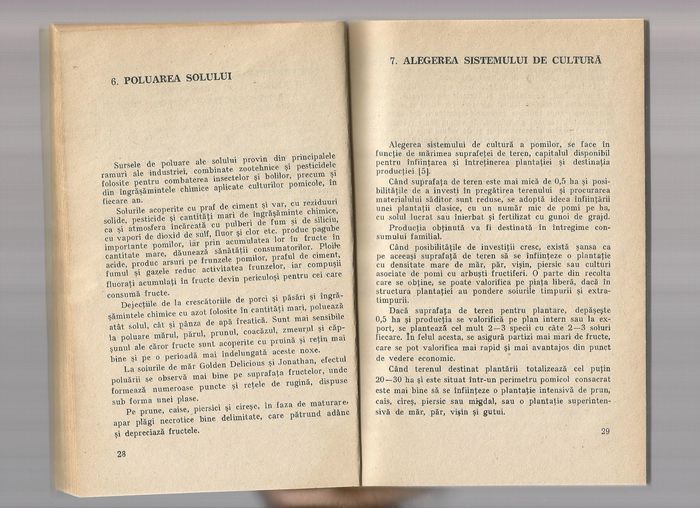 6. POLUAREA SOLULUI
Sursele de poluare ale solului provin din principalele
ramuri ale industriei, combinate zootehnice și pesticidele
folosite pentru combaterea insectelor și bolilor, precum și
din îngrășămintele chimice aplicate culturilor pomicole, în
fiecare an.
Solurile acoperite cu praf de ciment și var, cu reziduuri
solide, pesticide și cantități mari de îngrășăminte chimice,
ca și atmosfera încărcată cu pulberi de fum și de siliciu,
cu vapori de dioxid de sulf, fluor și clor etc. produc pagube
importante pomilor, iar prin acumularea lor în fructe în
cantitate mare, dăunează sănătății consumatorilor. Ploile
acide, produc arsuri pe frunzele pomilor, praful de ciment,
fumul și gazele reduc activitatea frunzelor, iar compușii
fluorați acumulați în fructe devin periculoși pentru cei care
consumă fructe.
Dejecțiile de la crescătoriile de porci și păsări și îngră-
șămintele chimice cu azot folosite în cantități mari, poluează
atât solul, cât și pânza de apă freatică. Sunt mai sensibile
la poluare mărul, părul, prunul, coacăzul, zmeurul și căp-
șunul ale căror fructe sunt acoperite cu pruină și rețin mai
bine și pe o perioadă mai îndelungată aceste noxe.
La soiurile de măr Golden Delicious și Jonathan, efectul
poluării se observă mai bine pe suprafața fructelor, unde
formează numeroase puncte și rețele de rugină, dispuse
sub forma unei plase.
Pe prune, caise, piersici și cireșe, în faza de maturare,
apar plăgi necrotice bine delimitate, care pătrund adânc
și depreciază fructele.
28
7. ALEGEREA SISTEMULUI DE CULTURĂ
Alegerea sistemului de cultură a pomilor, se face în
funcție de mărimea suprafeței de teren, capitalul disponibil
pentru înființarea și întreținerea plantației și destinația
producției [5].
Când suprafața de teren este mai mică de 0,5 ha și posi-
bilitățile de a investi în pregătirea terenului și procurarea
materialului săditor sunt reduse, se adoptă ideea înființării
unei plantații clasice, cu un număr mic de pomi pe ha,
cu solul lucrat sau înierbat și fertilizat cu gunoi de grajd.
Producția obținută va fi destinată în întregime con-
sumului familial.
Când posibilitățile de investiții cresc, există șansa ca
pe aceeași suprafață de teren să se înființeze o plantație
cu densitate mare de măr, păr, vișin, piersic sau culturi
asociate de pomi cu arbuști fructiferi. O parte din recolta
care se obține, se poate valorifica pe piața liberă, dacă în
structura plantației au pondere soiurile timpurii și extra-
timpurii.
Dacă suprafața de teren pentru plantare, depășește
0,5 ha și producția se valorifică pe plan intern sau la ex-
port, se plantează cel mult 2—3 specii cu câte 2—3 soiuri
fiecare. În felul acesta, se asigură partizi mai mari de fructe,
care se pot valorifica mai rapid și mai avantajos din punct
de vedere economic.
Când terenul destinat plantării totalizează cel puțin
20—30 ha și este situat într-un perimetru pomicol consacrat
este mai bine să se înființeze o plantație intensivă de prun,
cais, cireș, piersic sau migdal, sau o plantație superinten-
sivă de măr, păr, vișin și gutui.
29